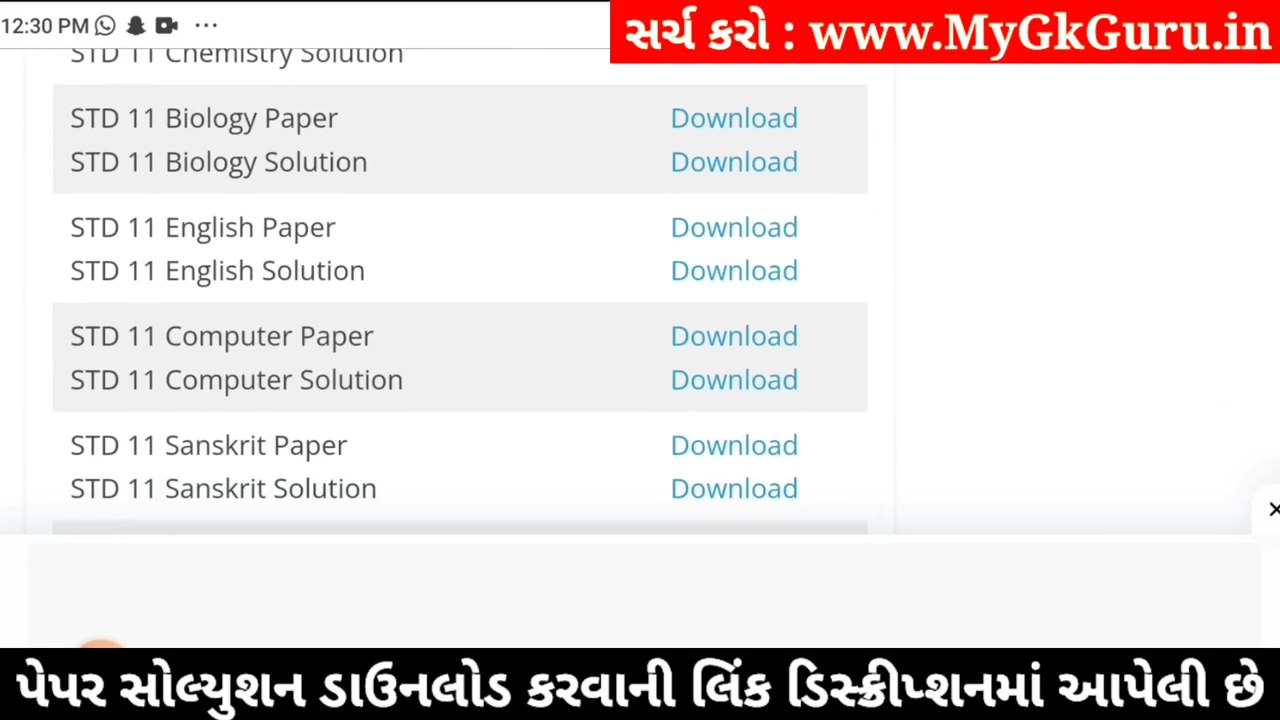 12:30 PM
સર્ચ કરો : www.MyGkGuru.in
STD 11 Chemistry Solution
STD 11 Biology Paper Download
STD 11 Biology Solution Download
STD 11 English Paper Download
STD 11 English Solution Download
STD 11 Computer Paper Download
STD 11 Computer Solution Download
STD 11 Sanskrit Paper Download
STD 11 Sanskrit Solution Download
પેપર સોલ્યુશન ડાઉનલોડ કરવાની લિંક ડિસ્ક્રીપ્શનમાં આપેલી છે